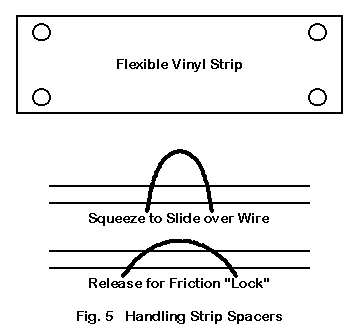 Flexible Vinyl Strip
Squeeze to Slide over Wire
Release for Friction "Lock"
Fig. 5 Handling Strip Spacers